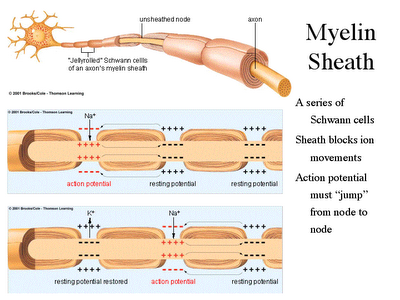 Myelin
Sheath
unsheathed node
axon
"Jellyrolled" Schwann cells
of an axon's myelin sheath
© 2001 Brooks/Cole - Thomson Learning
A series of
Schwann cells
Sheath blocks ion
movements
Action potential
must “jump”
from node to
node
© 2001 Brooks/Cole - Thomson Learning
Na⁺
action potential
resting potential
resting potential
© 2001 Brooks/Cole - Thomson Learning
K⁺
Na⁺
resting potential restored
action potential
resting potential